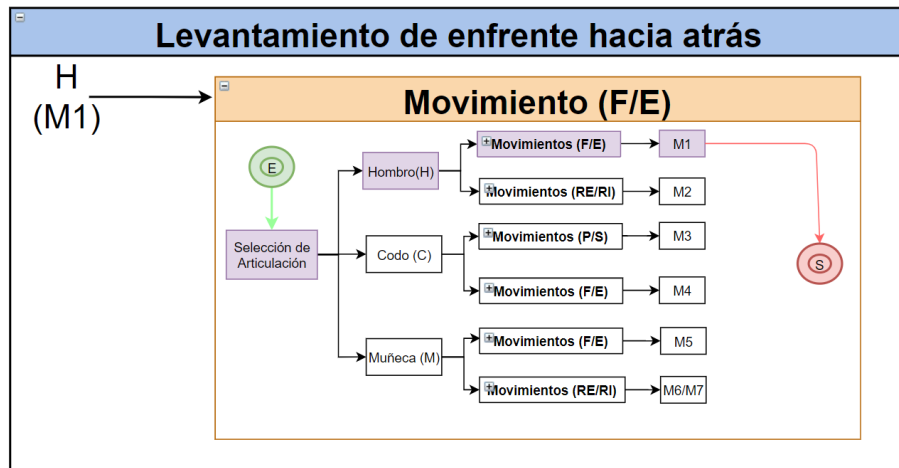 Levantamiento de enfrente hacia atrás
H
(M1)
Movimiento (F/E)
E
Selección de
Articulación
Hombro(H)
Movimientos (F/E)
M1
Movimientos (RE/RI)
M2
Codo (C)
Movimientos (P/S)
M3
Movimientos (F/E)
M4
Muñeca (M)
Movimientos (F/E)
M5
Movimientos (RE/RI)
M6/M7
S